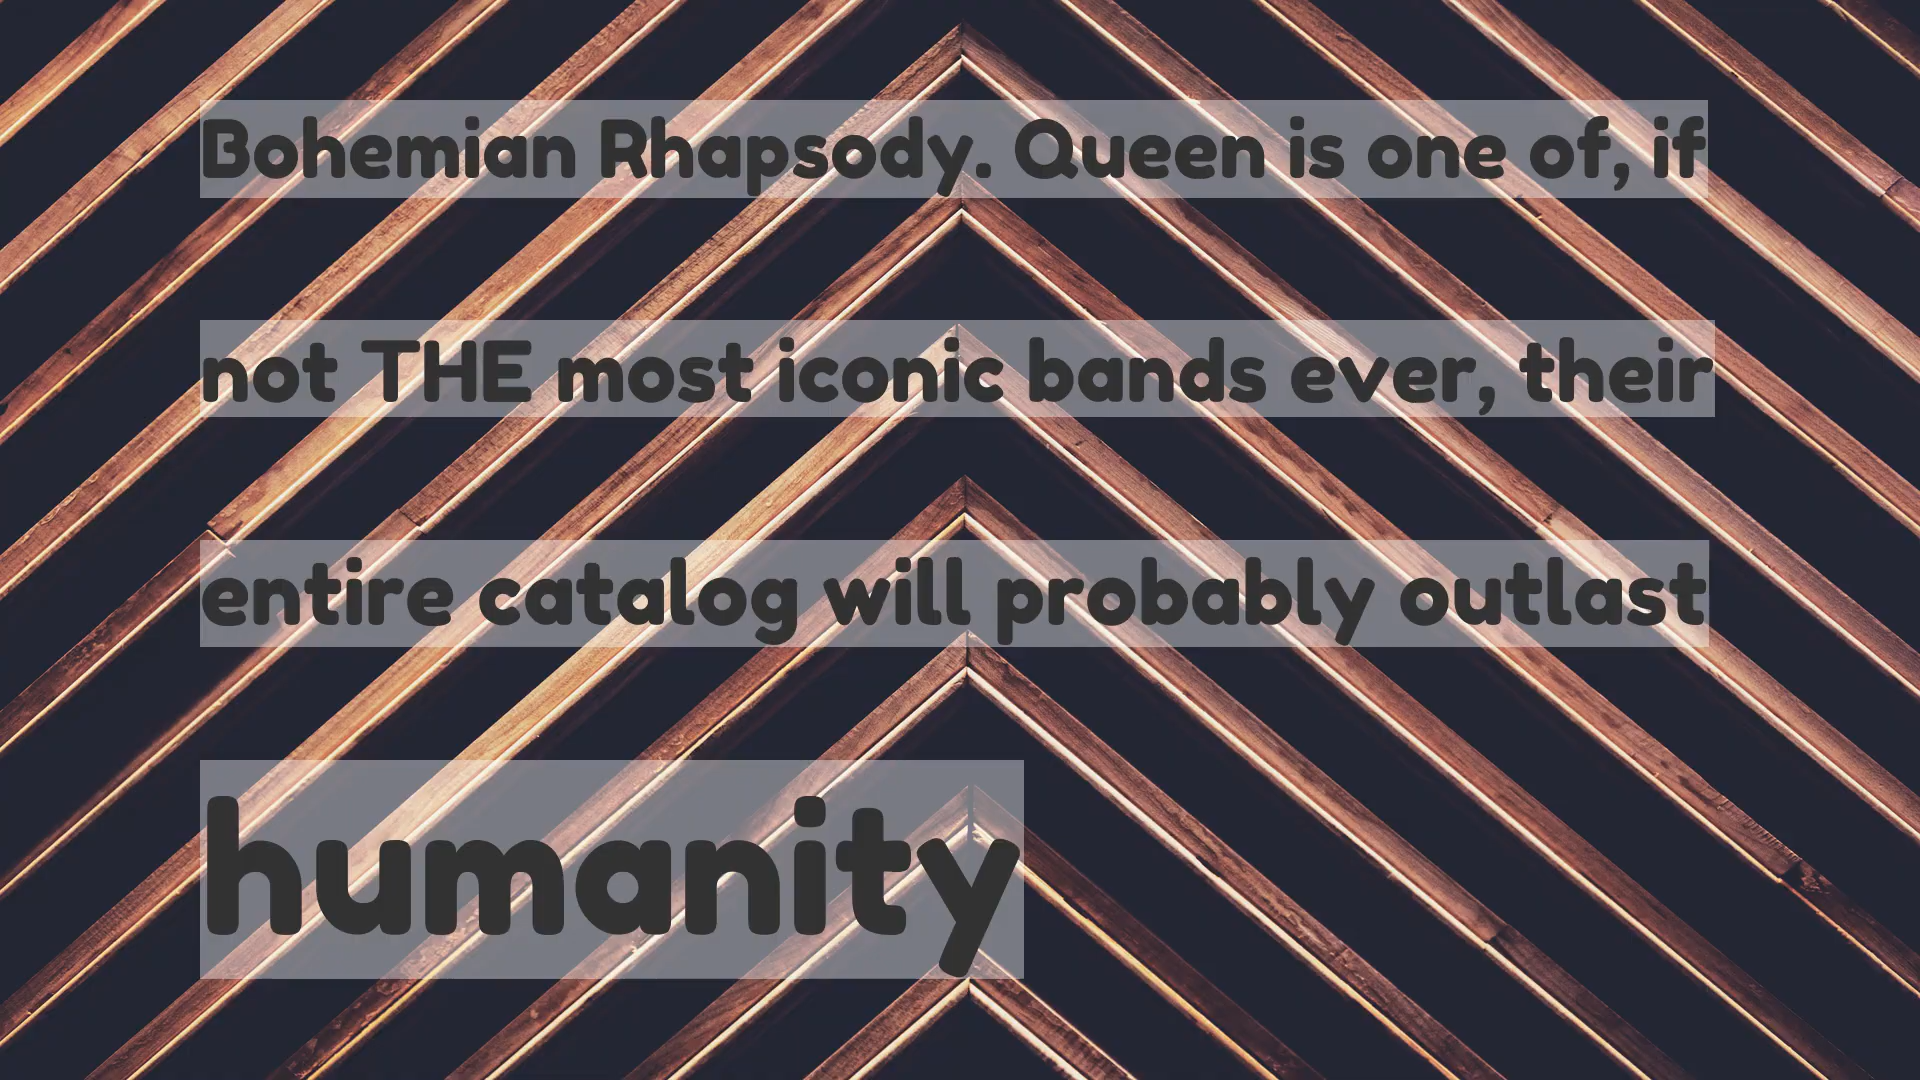 Bohemian Rhapsody. Queen is one of, if
not THE most iconic bands ever, their
entire catalog will probably outlast
humanity